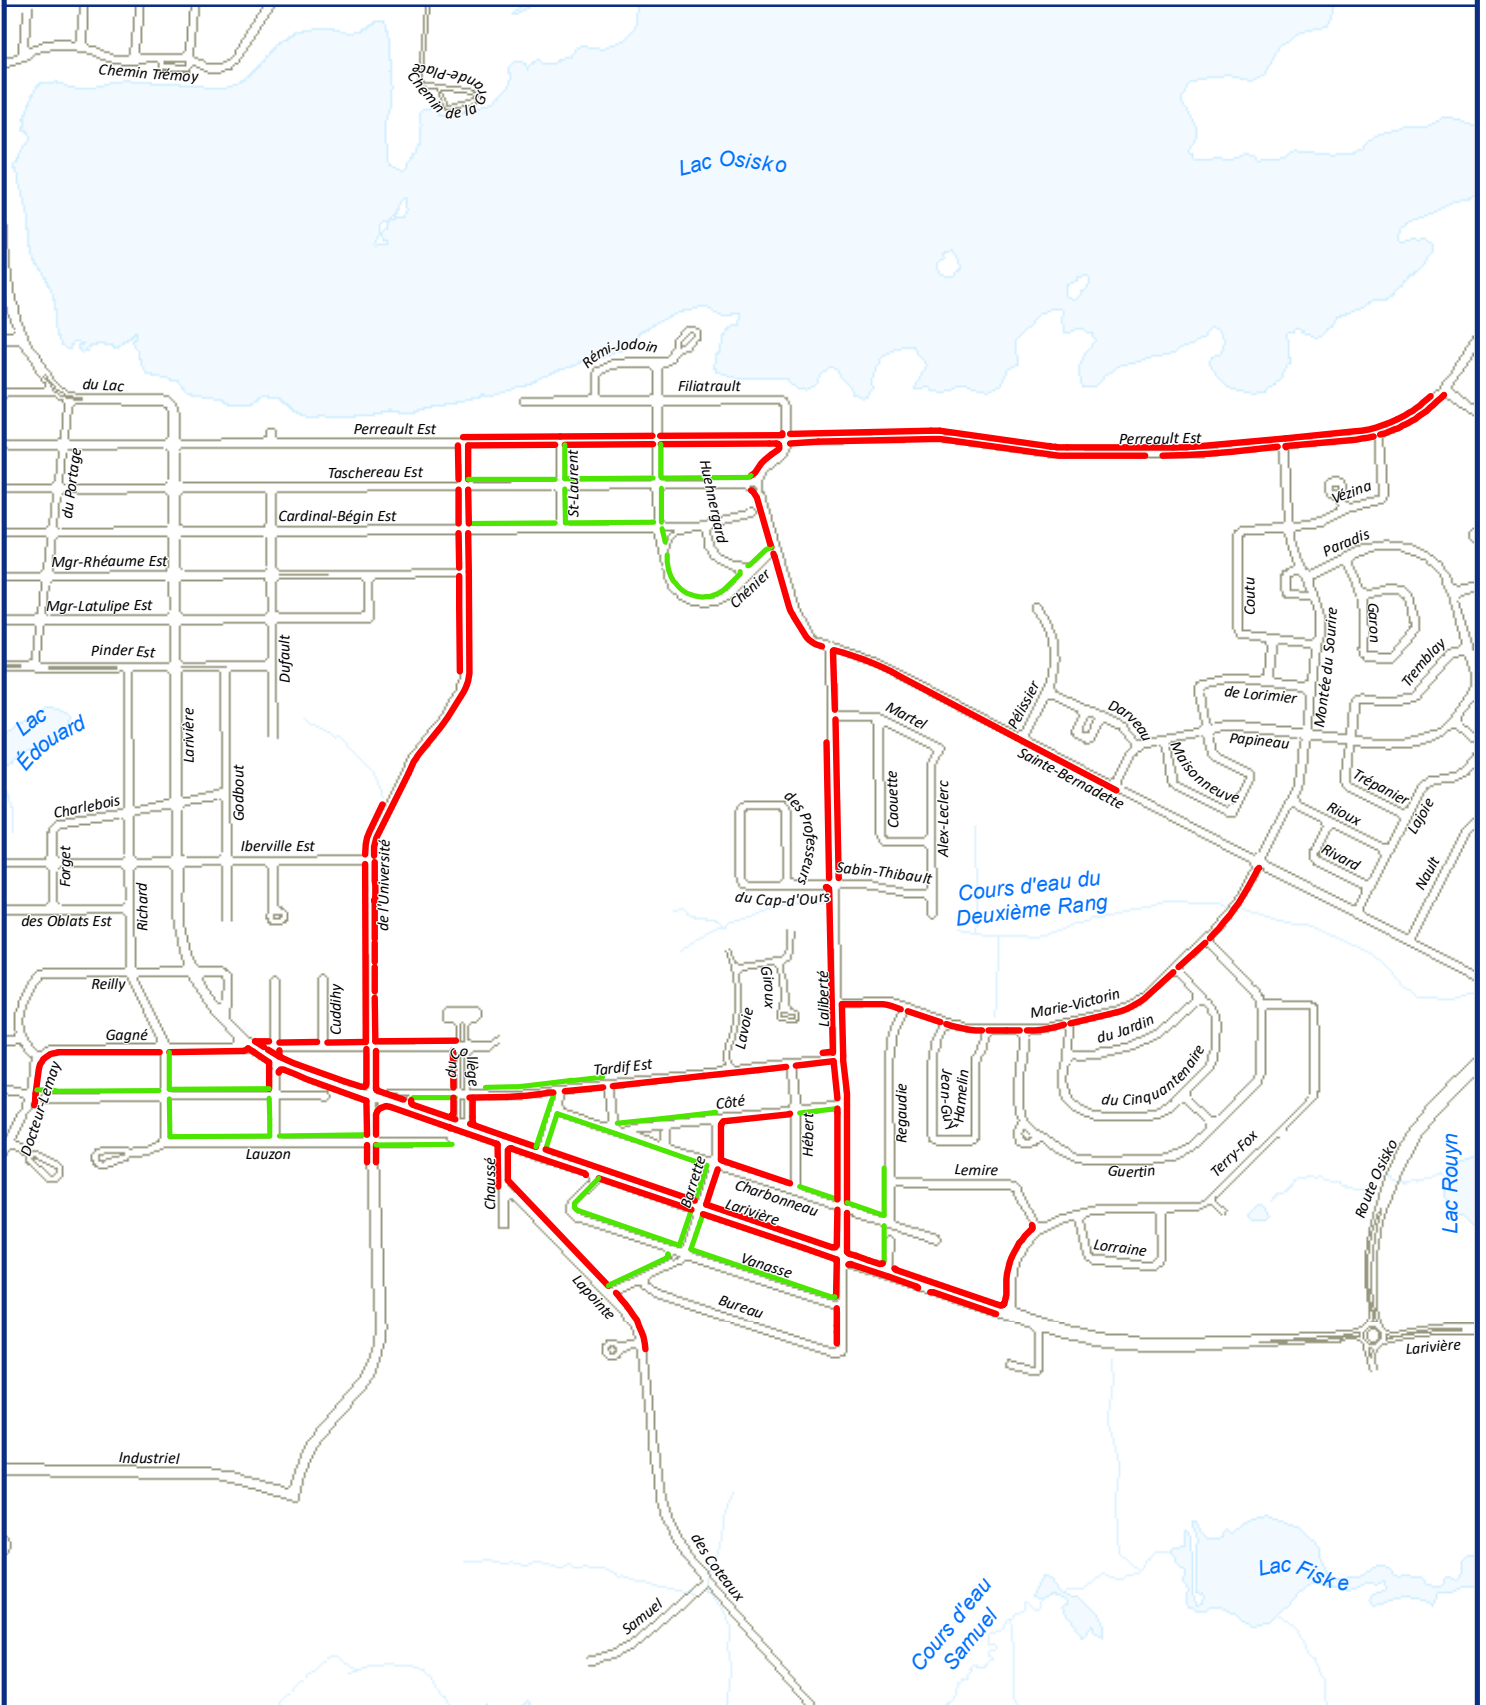 Chemin Trémoy
Chemin de la
Grande-Place
Lac Osisko
Rémi-Jodoin
Filiatrault
du Lac
Perreault Est
Perreault Est
Taschereau Est
du Portage
St-Laurent
Huehnergard
Cardinal-Bégin Est
Vézina
Paradis
Mgr-Rhéaume Est
Chénier
Mgr-Latulipe Est
Coutu
Garon
Pinder Est
Dufault
Montée du Sourire
Tremblay
de Lorimier
Lac
Édouard
Larivière
Martel
Pélissier
Darveau
Papineau
Maisonneuve
Sainte-Bernadette
Trépanier
Godbout
Charlebois
Caouette
Alex-Leclerc
des Professeurs
Rioux
Lajoie
Iberville Est
Forget
de l'Université
Rivard
Nault
Sabin-Thibault
du Cap-d'Ours
Cours d'eau du
Deuxième Rang
des Oblats Est
Richard
Reilly
Cuddihy
Giroux
Lavoie
Laliberté
Marie-Victorin
du Jardin
Gagné
du Collège
Tardif Est
Docteur-Lemay
Côté
Hébert
Regaudie
Jean-Guy
Hamelin
du Cinquantenaire
Lauzon
Chaussé
Barrette
Charbonneau
Larivière
Lemire
Guertin
Terry-Fox
Route Osisko
Lac Rouyn
Vanasse
Lorraine
Lapointe
Bureau
Larivière
Industriel
des Coteaux
Samuel
Cours d'eau
Samuel
Lac Fiske